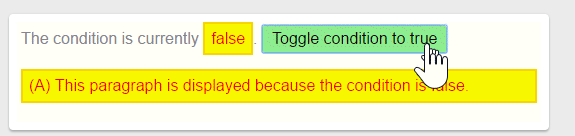 The condition is currently false. Toggle condition to true
(A) This paragraph is displayed because the condition is false.